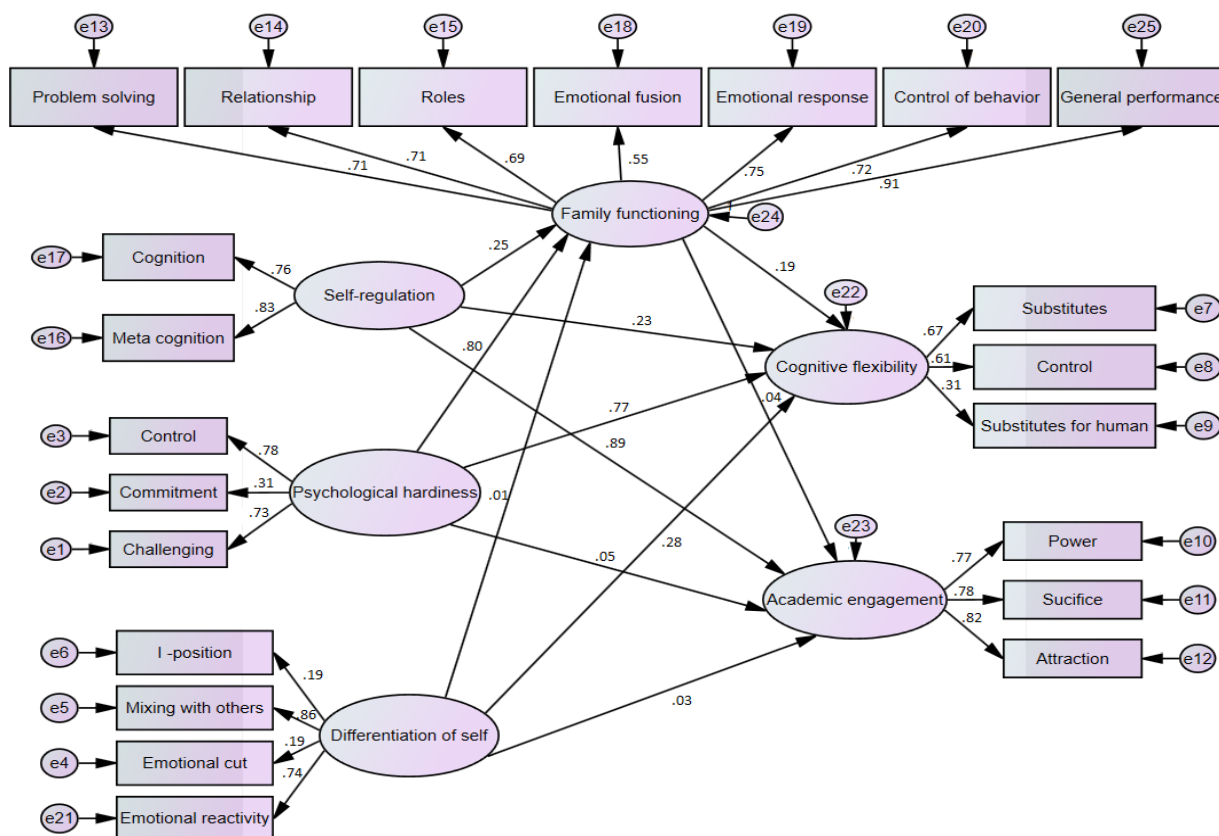 e13
e14
e15
e18
e19
e20
e25
Problem solving
Relationship
Roles
Emotional fusion
Emotional response
Control of behavior
General performance
.71
.71
.69
.55
.75
.72
.91
Family functioning
e24
e17
Cognition
.76
.25
Self-regulation
.19
e22
e16
Meta cognition
.83
.23
Substitutes
e7
.67
.80
Cognitive flexibility
.61
Control
e8
.04
.31
.77
Substitutes for human
e9
e3
Control
.78
.89
e2
Commitment
.31
Psychological hardiness
.01
.73
e1
Challenging
e23
.28
.05
Power
e10
.77
Academic engagement
.78
Sucifice
e11
.82
e6
I -position
Attraction
e12
.19
e5
Mixing with others
.86
.03
Differentiation of self
.19
e4
Emotional cut
.74
e21
Emotional reactivity